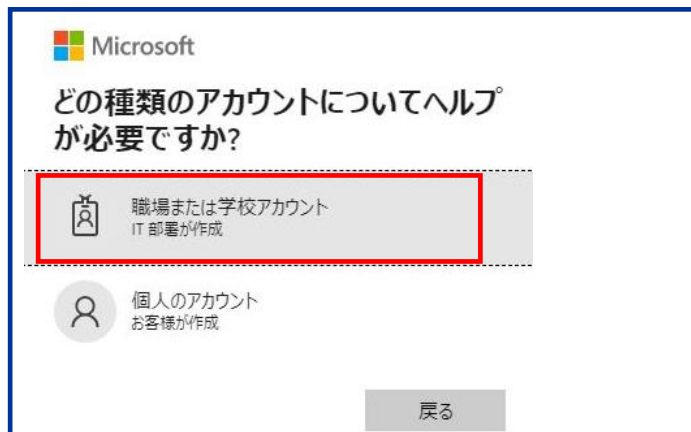 Microsoft
どの種類のアカウントについてヘルプ
が必要ですか?
職場または学校アカウント
IT 部署が作成
個人のアカウント
お客様が作成
戻る